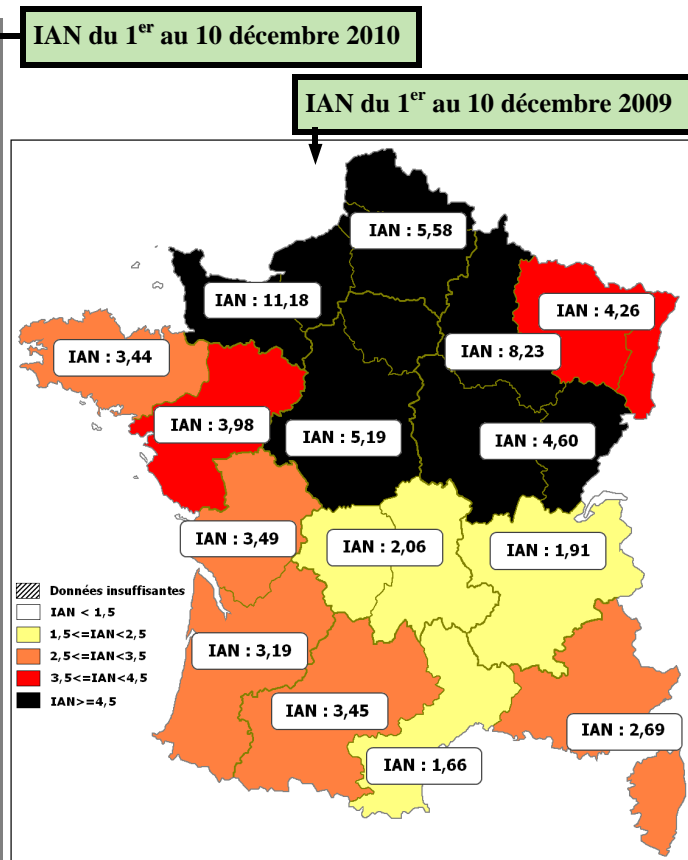 IAN du 1er au 10 décembre 2010
IAN du 1er au 10 décembre 2009
IAN : 5,58
IAN : 11,18
IAN : 4,26
IAN : 3,44
IAN : 8,23
IAN : 3,98
IAN : 5,19
IAN : 4,60
IAN : 3,49
IAN : 2,06
IAN : 1,91
Données insuffisantes
IAN < 1,5
1,5<=IAN<2,5
2,5<=IAN<3,5
3,5<=IAN<4,5
IAN>=4,5
IAN : 3,19
IAN : 3,45
IAN : 2,69
IAN : 1,66